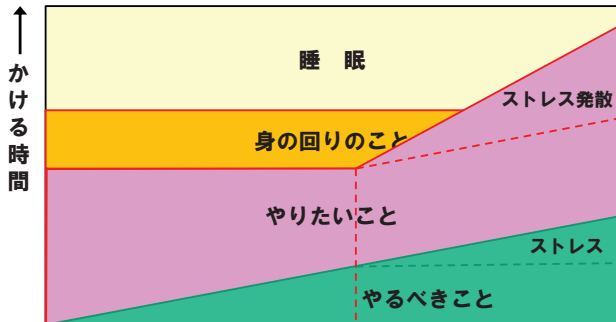 かける時間
睡 眠
ストレス発散
身の回りのこと
やりたいこと
ストレス
やるべきこと